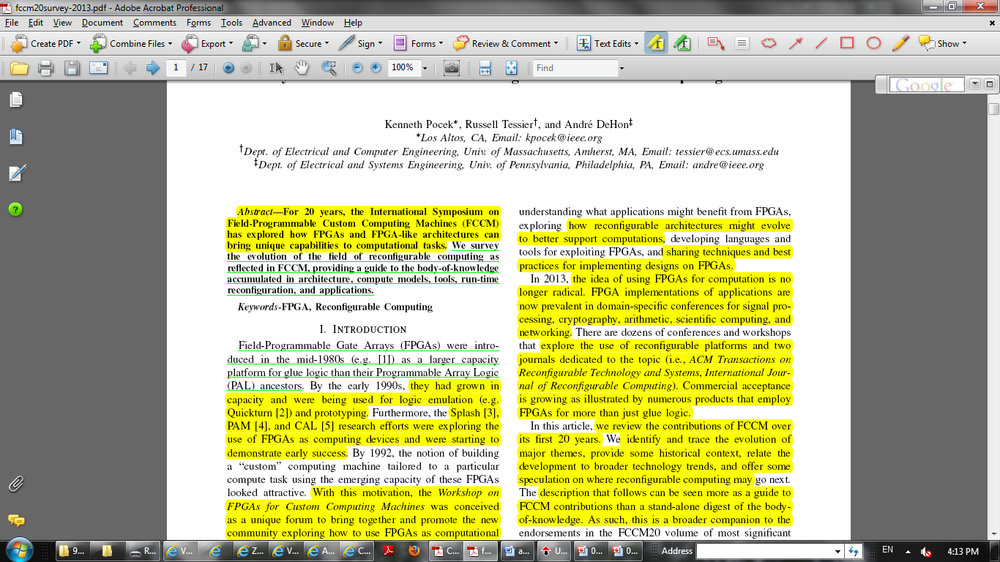 fccm20survey-2013.pdf - Adobe Acrobat Professional
File Edit View Document Comments Forms Tools Advanced Window Help
Create PDF Combine Files Export Secure Sign Forms Review & Comment Text Edits Show
1 / 17 100% Find
Google
Kenneth Pocek*, Russell Tessier†, and André DeHon‡
*Los Altos, CA, Email: kpocek@ieee.org
†Dept. of Electrical and Computer Engineering, Univ. of Massachusetts, Amherst, MA, Email: tessier@ecs.umass.edu
‡Dept. of Electrical and Systems Engineering, Univ. of Pennsylvania, Philadelphia, PA, Email: andre@ieee.org
Abstract—For 20 years, the International Symposium on
Field-Programmable Custom Computing Machines (FCCM)
has explored how FPGAs and FPGA-like architectures can
bring unique capabilities to computational tasks. We survey
the evolution of the field of reconfigurable computing as
reflected in FCCM, providing a guide to the body-of-knowledge
accumulated in architecture, compute models, tools, run-time
reconfiguration, and applications.
Keywords-FPGA, Reconfigurable Computing
I. INTRODUCTION
Field-Programmable Gate Arrays (FPGAs) were intro-
duced in the mid-1980s (e.g. [1]) as a larger capacity
platform for glue logic than their Programmable Array Logic
(PAL) ancestors. By the early 1990s, they had grown in
capacity and were being used for logic emulation (e.g.
Quickturn [2]) and prototyping. Furthermore, the Splash [3],
PAM [4], and CAL [5] research efforts were exploring the
use of FPGAs as computing devices and were starting to
demonstrate early success. By 1992, the notion of building
a “custom” computing machine tailored to a particular
compute task using the emerging capacity of these FPGAs
looked attractive. With this motivation, the Workshop on
FPGAs for Custom Computing Machines was conceived
as a unique forum to bring together and promote the new
community exploring how to use FPGAs as computational
understanding what applications might benefit from FPGAs,
exploring how reconfigurable architectures might evolve
to better support computations, developing languages and
tools for exploiting FPGAs, and sharing techniques and best
practices for implementing designs on FPGAs.
In 2013, the idea of using FPGAs for computation is no
longer radical. FPGA implementations of applications are
now prevalent in domain-specific conferences for signal pro-
cessing, cryptography, arithmetic, scientific computing, and
networking. There are dozens of conferences and workshops
that explore the use of reconfigurable platforms and two
journals dedicated to the topic (i.e., ACM Transactions on
Reconfigurable Technology and Systems, International Jour-
nal of Reconfigurable Computing). Commercial acceptance
is growing as illustrated by numerous products that employ
FPGAs for more than just glue logic.
In this article, we review the contributions of FCCM over
its first 20 years. We identify and trace the evolution of
major themes, provide some historical context, relate the
development to broader technology trends, and offer some
speculation on where reconfigurable computing may go next.
The description that follows can be seen more as a guide to
FCCM contributions than a stand-alone digest of the body-
of-knowledge. As such, this is a broader companion to the
endorsements in the FCCM20 volume of most significant
9... R... V... Z... V... A... C... C... f... a... U... 0... 0... Address EN 4:13 PM